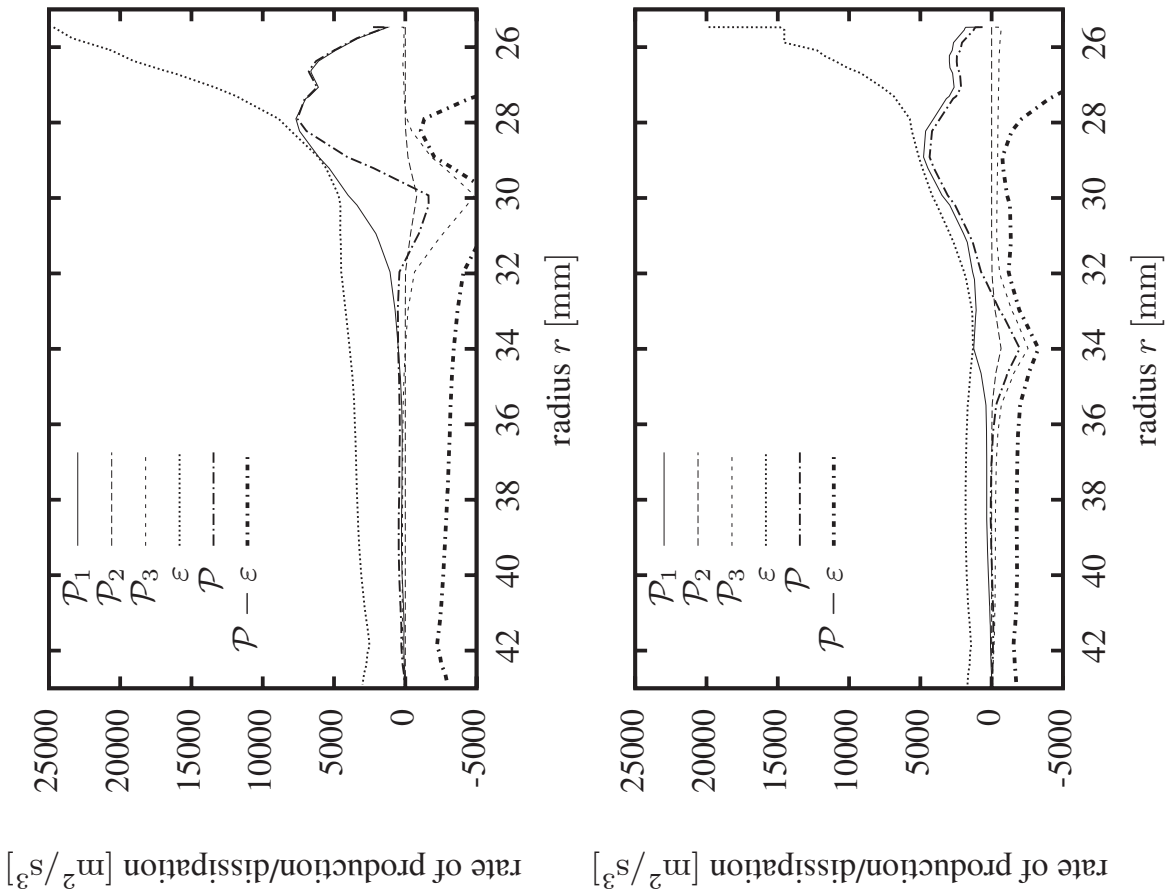 25000
20000
15000
10000
5000
0
-5000
rate of production/dissipation [m²/s³]
42
40
38
36
34
32
30
28
26
radius r [mm]
𝒫₁
𝒫₂
𝒫₃
ε
𝒫
𝒫 − ε
25000
20000
15000
10000
5000
0
-5000
rate of production/dissipation [m²/s³]
42
40
38
36
34
32
30
28
26
radius r [mm]
𝒫₁
𝒫₂
𝒫₃
ε
𝒫
𝒫 − ε